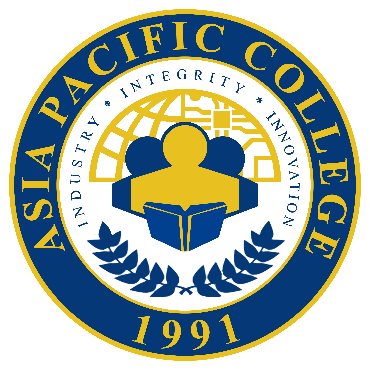 ASIA PACIFIC COLLEGE
INDUSTRY * INTEGRITY * INNOVATION
1991